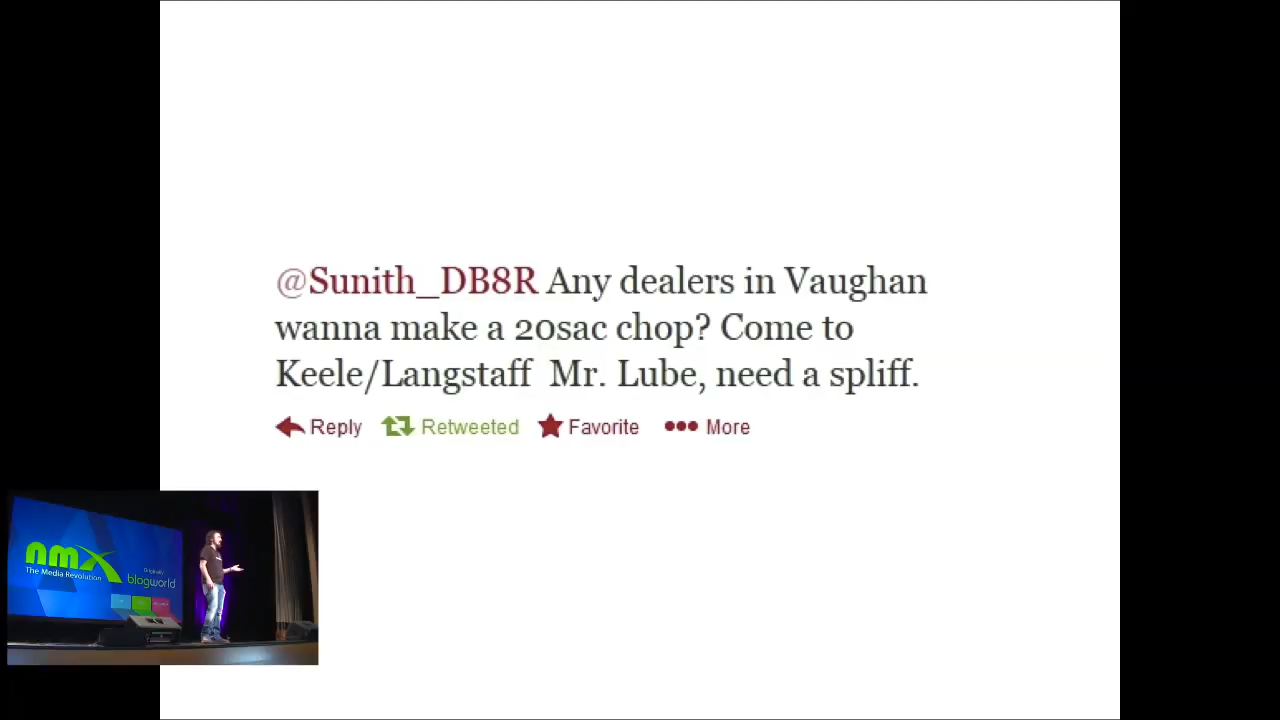 @Sunith_DB8R Any dealers in Vaughan
wanna make a 20sac chop? Come to
Keele/Langstaff  Mr. Lube, need a spliff.
Reply Retweeted Favorite More
nmx
The Media Revolution
Originally
blogworld